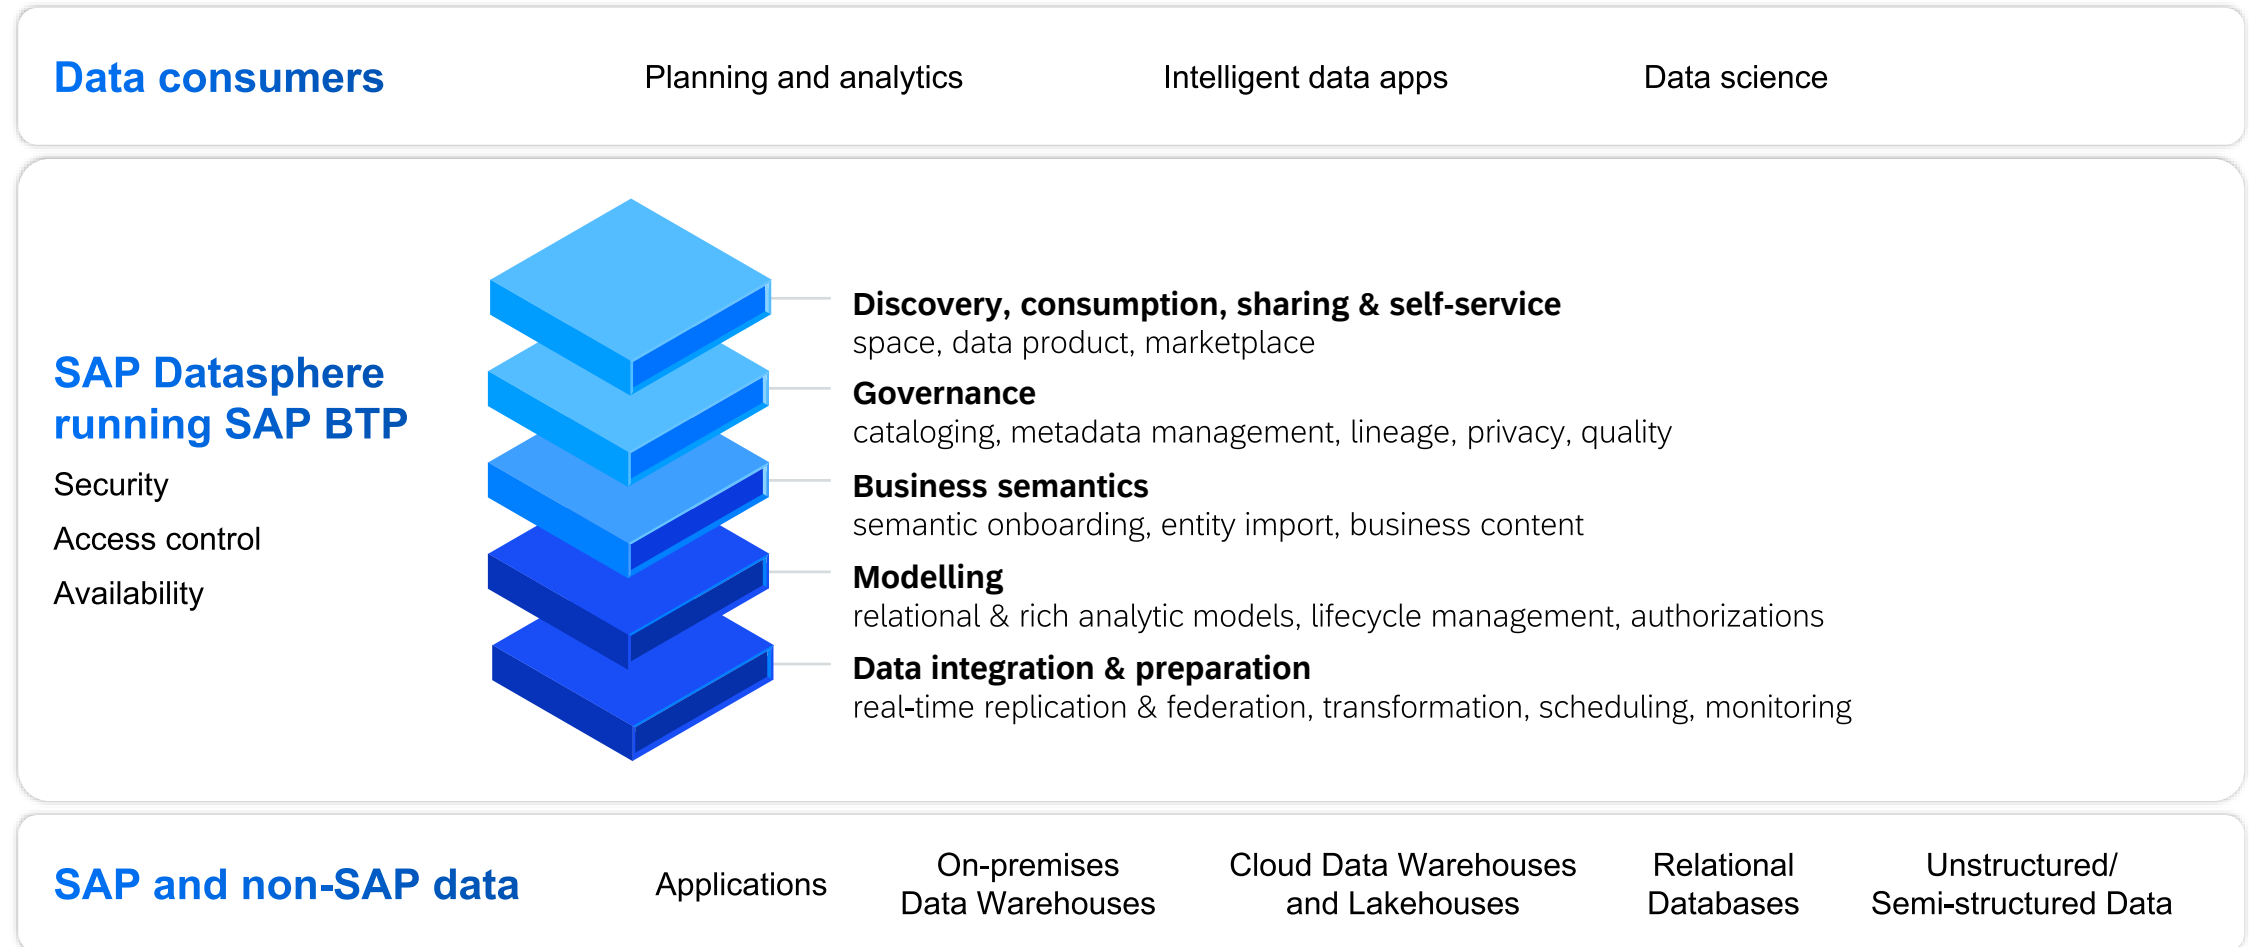 Data consumers
Planning and analytics
Intelligent data apps
Data science
SAP Datasphere
running SAP BTP
Security
Access control
Availability
Discovery, consumption, sharing & self-service
space, data product, marketplace
Governance
cataloging, metadata management, lineage, privacy, quality
Business semantics
semantic onboarding, entity import, business content
Modelling
relational & rich analytic models, lifecycle management, authorizations
Data integration & preparation
real-time replication & federation, transformation, scheduling, monitoring
SAP and non-SAP data
Applications
On-premises
Data Warehouses
Cloud Data Warehouses
and Lakehouses
Relational
Databases
Unstructured/
Semi-structured Data